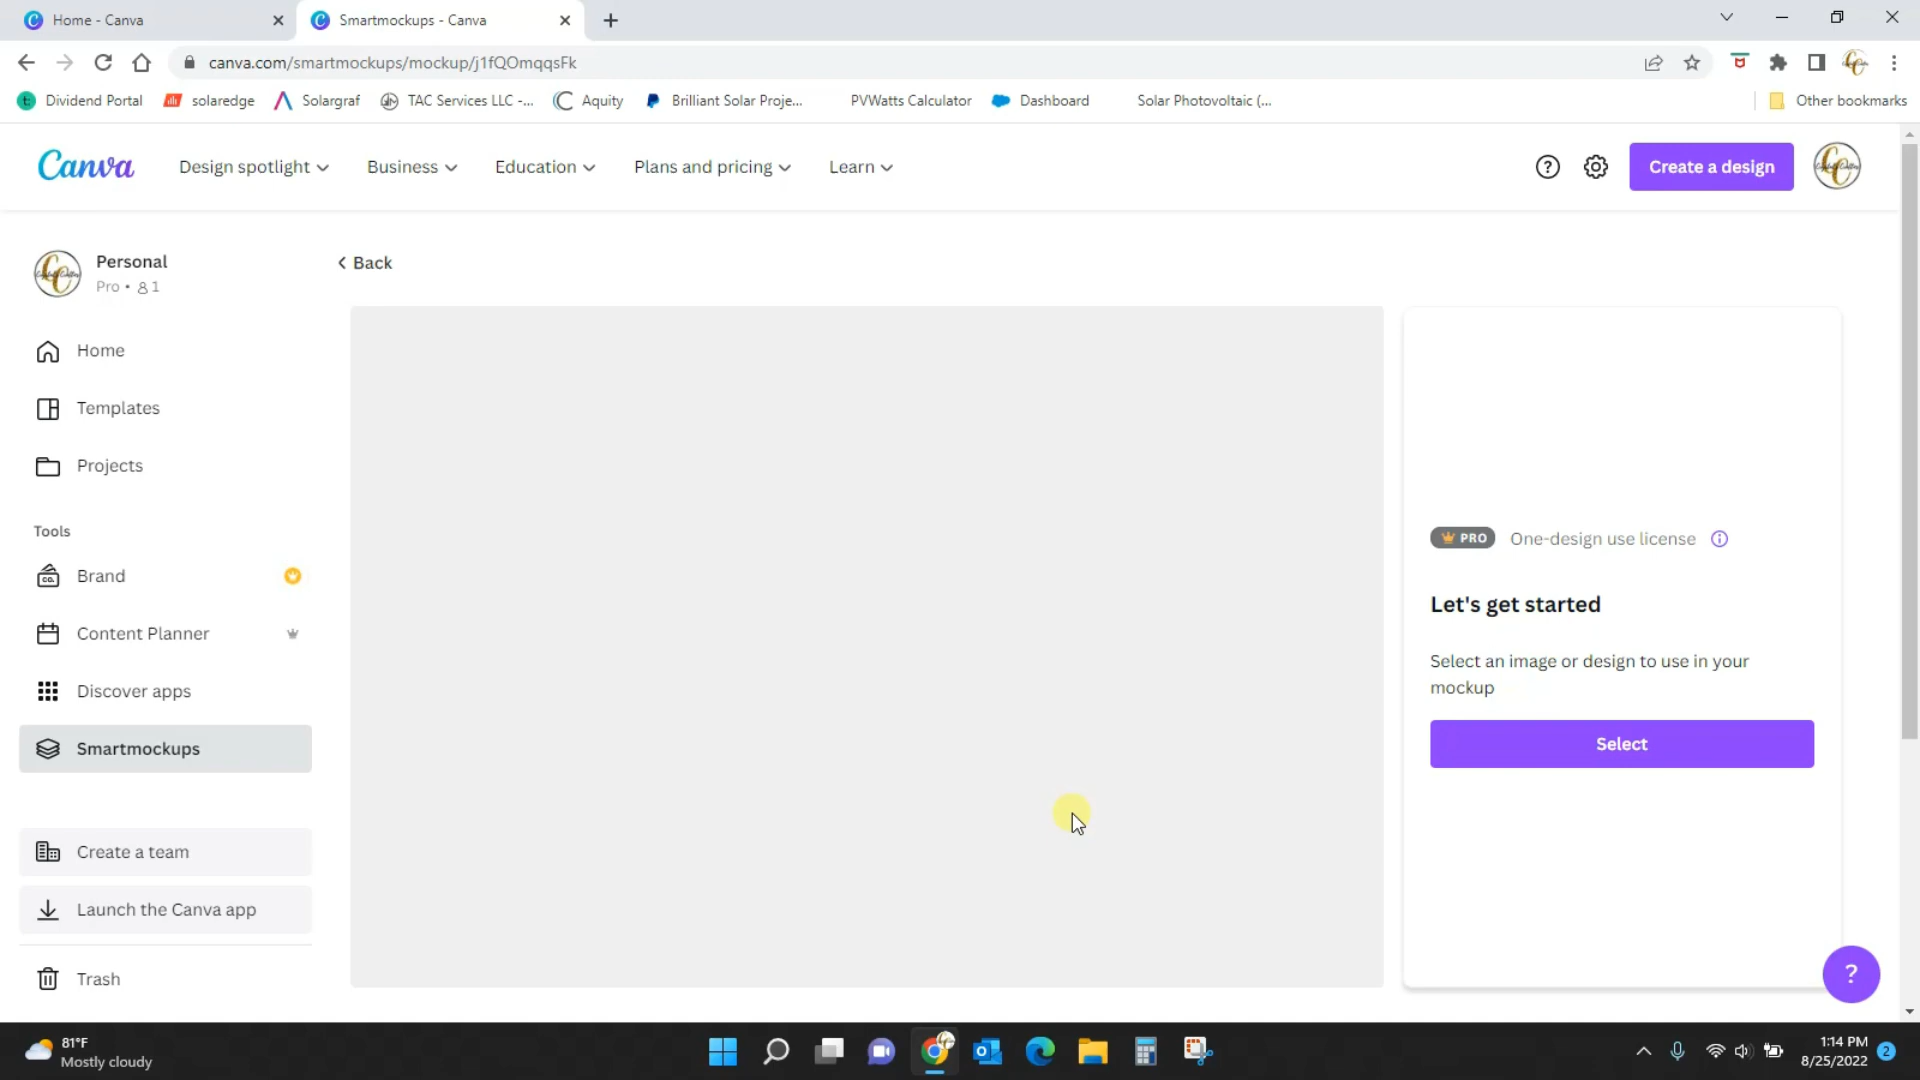 Home - Canva
Smartmockups - Canva
canva.com/smartmockups/mockup/j1fQOmqqsFk
Dividend Portal
solaredge
Solargraf
TAC Services LLC -...
Aquity
Brilliant Solar Proje...
PVWatts Calculator
Dashboard
Solar Photovoltaic (...
Other bookmarks
Canva
Design spotlight
Business
Education
Plans and pricing
Learn
Create a design
Personal
Pro • 1
Back
Home
Templates
Projects
Tools
Brand
Content Planner
Discover apps
Smartmockups
Create a team
Launch the Canva app
Trash
PRO One-design use license
Let's get started
Select an image or design to use in your
mockup
Select
?
81°F
Mostly cloudy
1:14 PM
8/25/2022
2